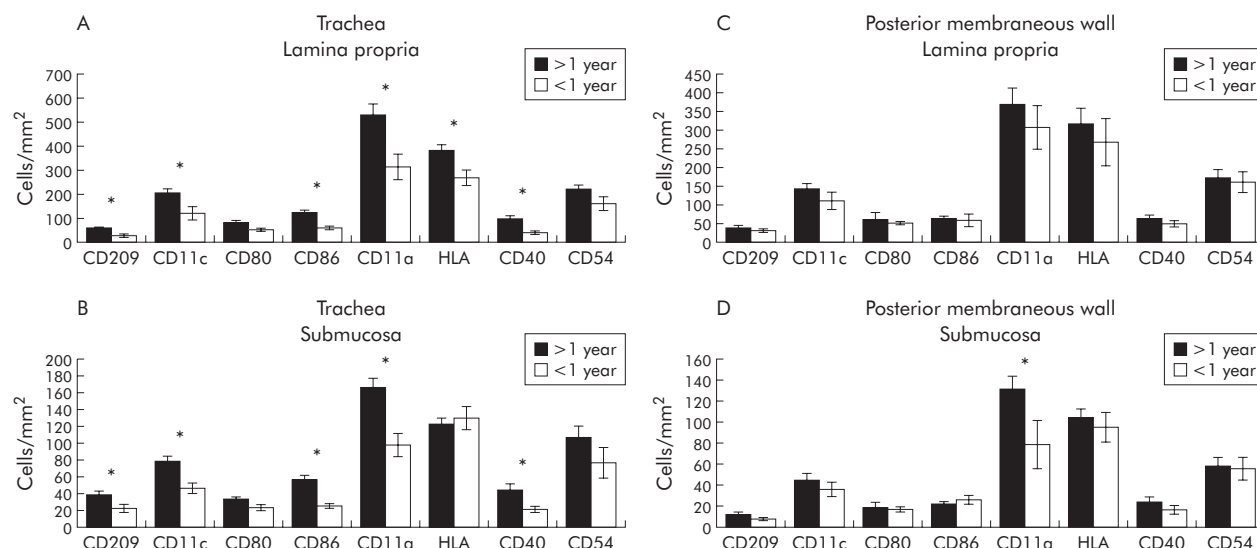 A
Trachea
Lamina propria
>1 year
<1 year
Cells/mm²
700
600
500
400
300
200
100
0
*
*
*
*
*
*
CD209 CD11c CD80 CD86 CD11a HLA CD40 CD54
B
Trachea
Submucosa
>1 year
<1 year
Cells/mm²
200
180
160
140
120
100
80
60
40
20
0
*
*
*
*
*
CD209 CD11c CD80 CD86 CD11a HLA CD40 CD54
C
Posterior membraneous wall
Lamina propria
>1 year
<1 year
Cells/mm²
450
400
350
300
250
200
150
100
50
0
CD209 CD11c CD80 CD86 CD11a HLA CD40 CD54
D
Posterior membraneous wall
Submucosa
>1 year
<1 year
Cells/mm²
160
140
120
100
80
60
40
20
0
*
CD209 CD11c CD80 CD86 CD11a HLA CD40 CD54